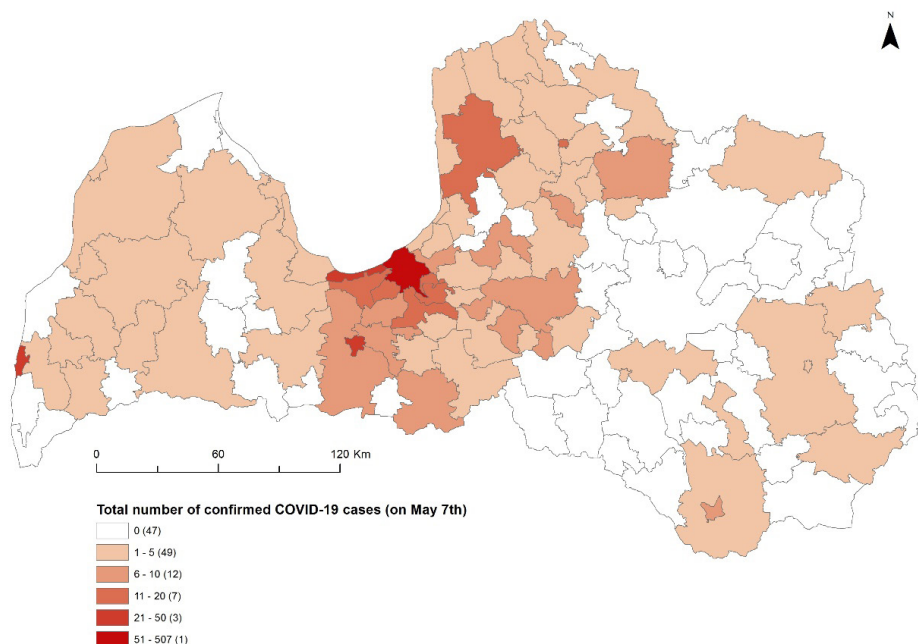 N
0 60 120 Km
Total number of confirmed COVID-19 cases (on May 7th)
0 (47)
1 - 5 (49)
6 - 10 (12)
11 - 20 (7)
21 - 50 (3)
51 - 507 (1)